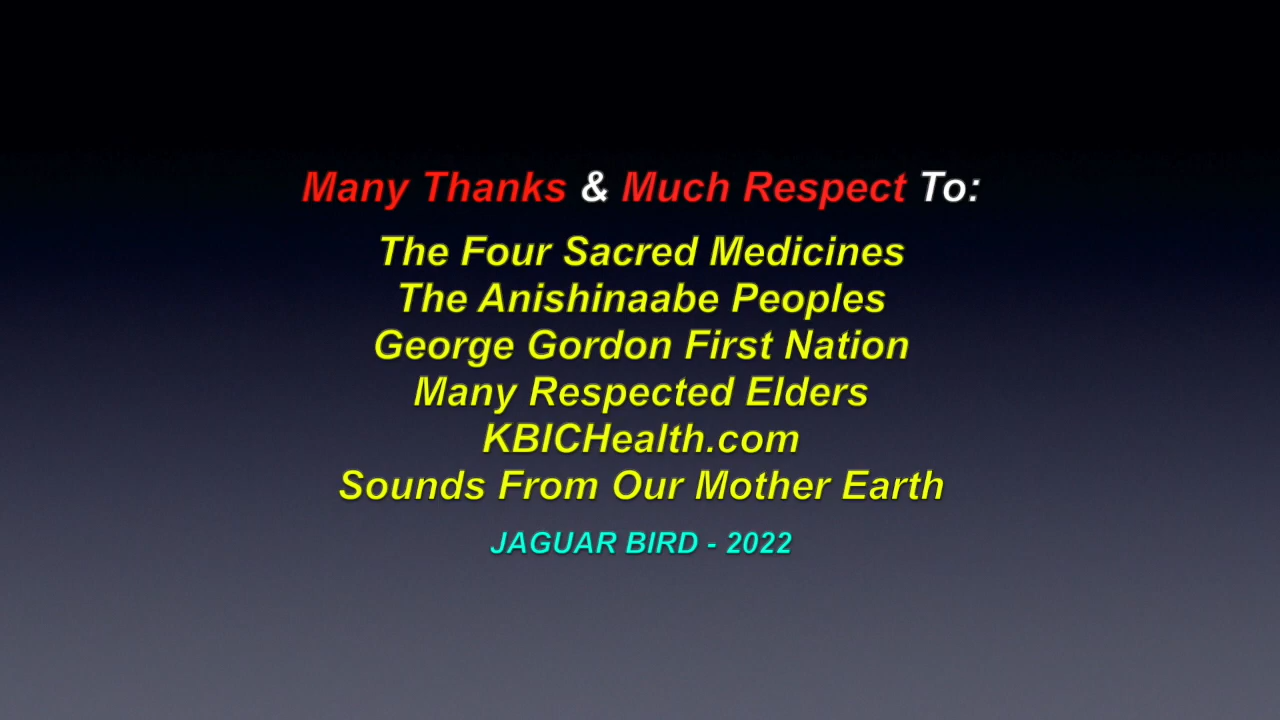 Many Thanks & Much Respect To:
The Four Sacred Medicines
The Anishinaabe Peoples
George Gordon First Nation
Many Respected Elders
KBICHealth.com
Sounds From Our Mother Earth
JAGUAR BIRD - 2022